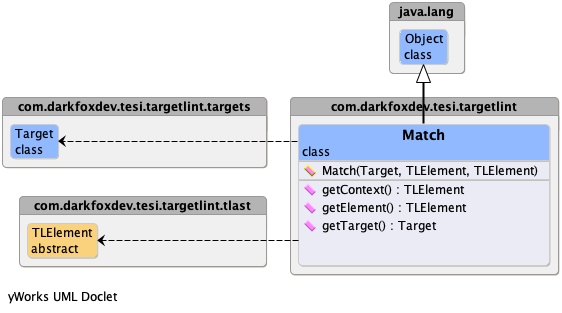 java.lang
Object
class
com.darkfoxdev.tesi.targetlint.targets
Target
class
com.darkfoxdev.tesi.targetlint
Match
class
Match(Target, TLElement, TLElement)
getContext() : TLElement
getElement() : TLElement
getTarget() : Target
com.darkfoxdev.tesi.targetlint.tlast
TLElement
abstract
yWorks UML Doclet